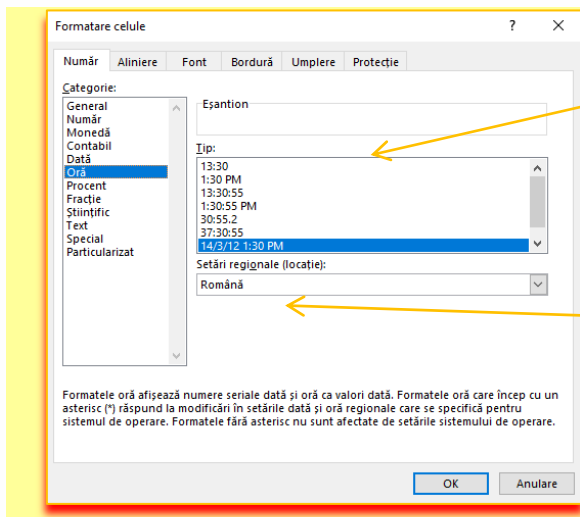 Formatare celule
Număr Aliniere Font Bordură Umplere Protecție
Categorie:
General
Număr
Monedă
Contabil
Dată
Oră
Procent
Fracție
Științific
Text
Special
Particularizat
Eșantion
Tip:
13:30
1:30 PM
13:30:55
1:30:55 PM
30:55.2
37:30:55
14/3/12 1:30 PM
Setări regionale (locație):
Română
Formatele oră afișează numere seriale dată și oră ca valori dată. Formatele oră care încep cu un
asterisc (*) răspund la modificări în setările dată și oră regionale care se specifică pentru
sistemul de operare. Formatele fără asterisc nu sunt afectate de setările sistemului de operare.
OK Anulare